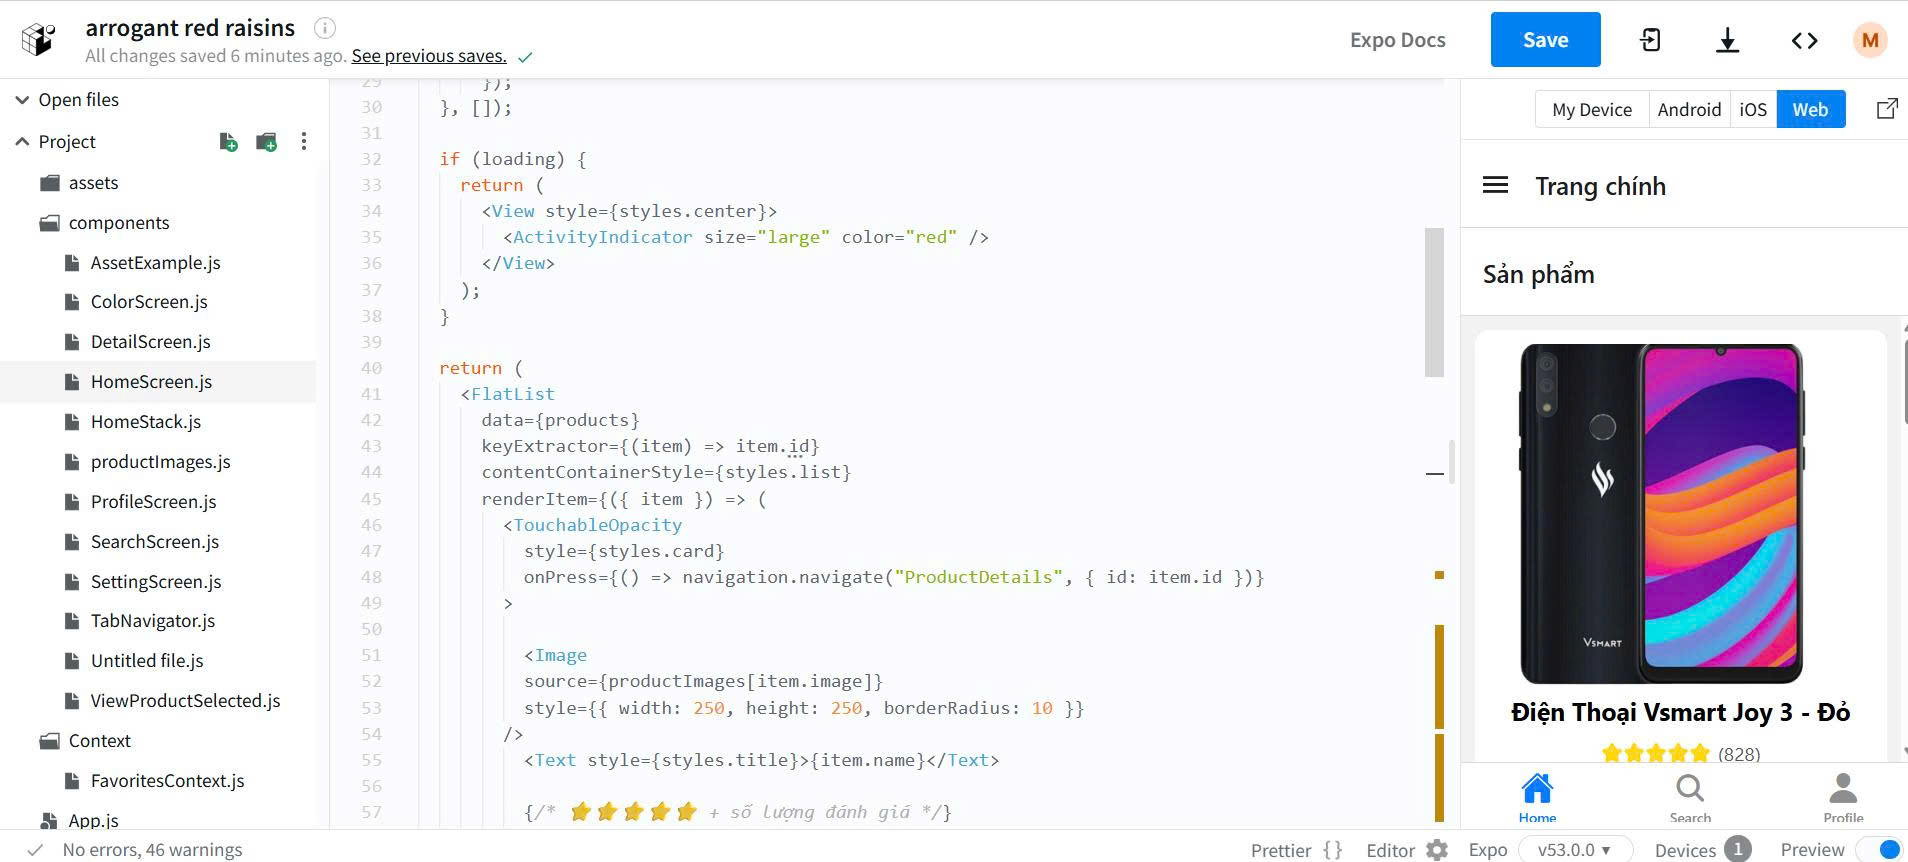 arrogant red raisins
All changes saved 6 minutes ago. See previous saves.
Expo Docs
Save
M
Open files
Project
assets
components
AssetExample.js
ColorScreen.js
DetailScreen.js
HomeScreen.js
HomeStack.js
productImages.js
ProfileScreen.js
SearchScreen.js
SettingScreen.js
TabNavigator.js
Untitled file.js
ViewProductSelected.js
Context
FavoritesContext.js
App.js
29 });
30 }, []);
31
32 if (loading) {
33 return (
34 <View style={styles.center}>
35 <ActivityIndicator size="large" color="red" />
36 </View>
37 );
38 }
39
40 return (
41 <FlatList
42 data={products}
43 keyExtractor={(item) => item.id}
44 contentContainerStyle={styles.list}
45 renderItem={({ item }) => (
46 <TouchableOpacity
47 style={styles.card}
48 onPress={() => navigation.navigate("ProductDetails", { id: item.id })}
49 >
50
51 <Image
52 source={productImages[item.image]}
53 style={{ width: 250, height: 250, borderRadius: 10 }}
54 />
55 <Text style={styles.title}>{item.name}</Text>
56
57 {/* ⭐⭐⭐⭐⭐ + số lượng đánh giá */}
My Device
Android
iOS
Web
Trang chính
Sản phẩm
VSMART
Điện Thoại Vsmart Joy 3 - Đỏ
(828)
Home
Search
Profile
No errors, 46 warnings
Prettier {}
Editor
Expo
v53.0.0 ▾
Devices 1
Preview